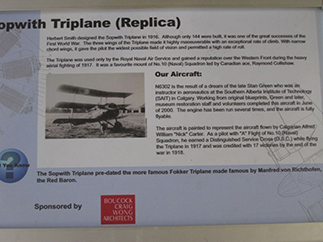 opwith Triplane (Replica)
Herbert Smith designed the Sopwith Triplane in 1916. Although only 144 were built, it was one of the great successes of the
First World War. The three wings of the Triplane made it highly maneuverable with an exceptional rate of climb. With narrow
chord wings, it gave the pilot the widest possible field of vision and permitted a high rate of roll.
The Triplane was used only by the Royal Naval Air Service and gained a reputation over the Western Front during the heavy
aerial fighting of 1917. It was a favourite mount of No. 10 (Naval) Squadron led by Canadian ace, Raymond Collishaw.
Our Aircraft:
N6302 is the result of a dream of the late Stan Green who was an
instructor in aeronautics at the Southern Alberta Institute of Technology
(SAIT) in Calgary. Working from original blueprints, Green and later,
museum restoration staff and volunteers completed this aircraft in June
of 2000. The engine has been run several times, and the aircraft is fully
flyable.
The aircraft is painted to represent the aircraft flown by Calgarian Alfred
William "Nick" Carter. As a pilot with "A" Flight of No.10 (Naval)
Squadron, he earned a Distinguished Service Cross (D.S.C.) while flying
the Triplane in 1917 and was credited with 17 victories by the end of the
war in 1918.
You Know
?
The Sopwith Triplane pre-dated the more famous Fokker Triplane made famous by Manfred von Richthofen,
the Red Baron.
Sponsored by
BOUCOCK
CRAIG
WONG
ARCHITECTS